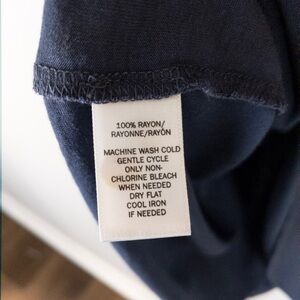 100% RAYON/
RAYONNE/RAYÓN
MACHINE WASH COLD
GENTLE CYCLE
ONLY NON-
CHLORINE BLEACH
WHEN NEEDED
DRY FLAT
COOL IRON
IF NEEDED